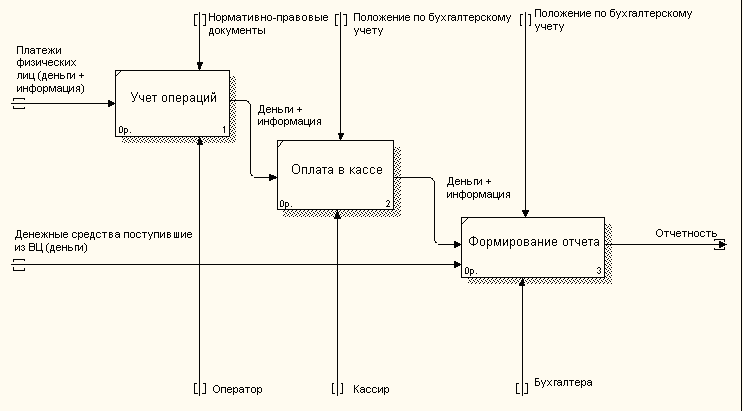 Нормативно-правовые
документы
Положение по бухгалтерскому
учету
Положение по бухгалтерскому
учету
Платежи
физических
лиц (деньги +
информация)
Учет операций
0р.
1
Деньги +
информация
Оплата в кассе
0р.
2
Деньги +
информация
Денежные средства поступившие
из ВЦ (деньги)
Формирование отчета
0р.
3
Отчетность
Оператор
Кассир
Бухгалтера